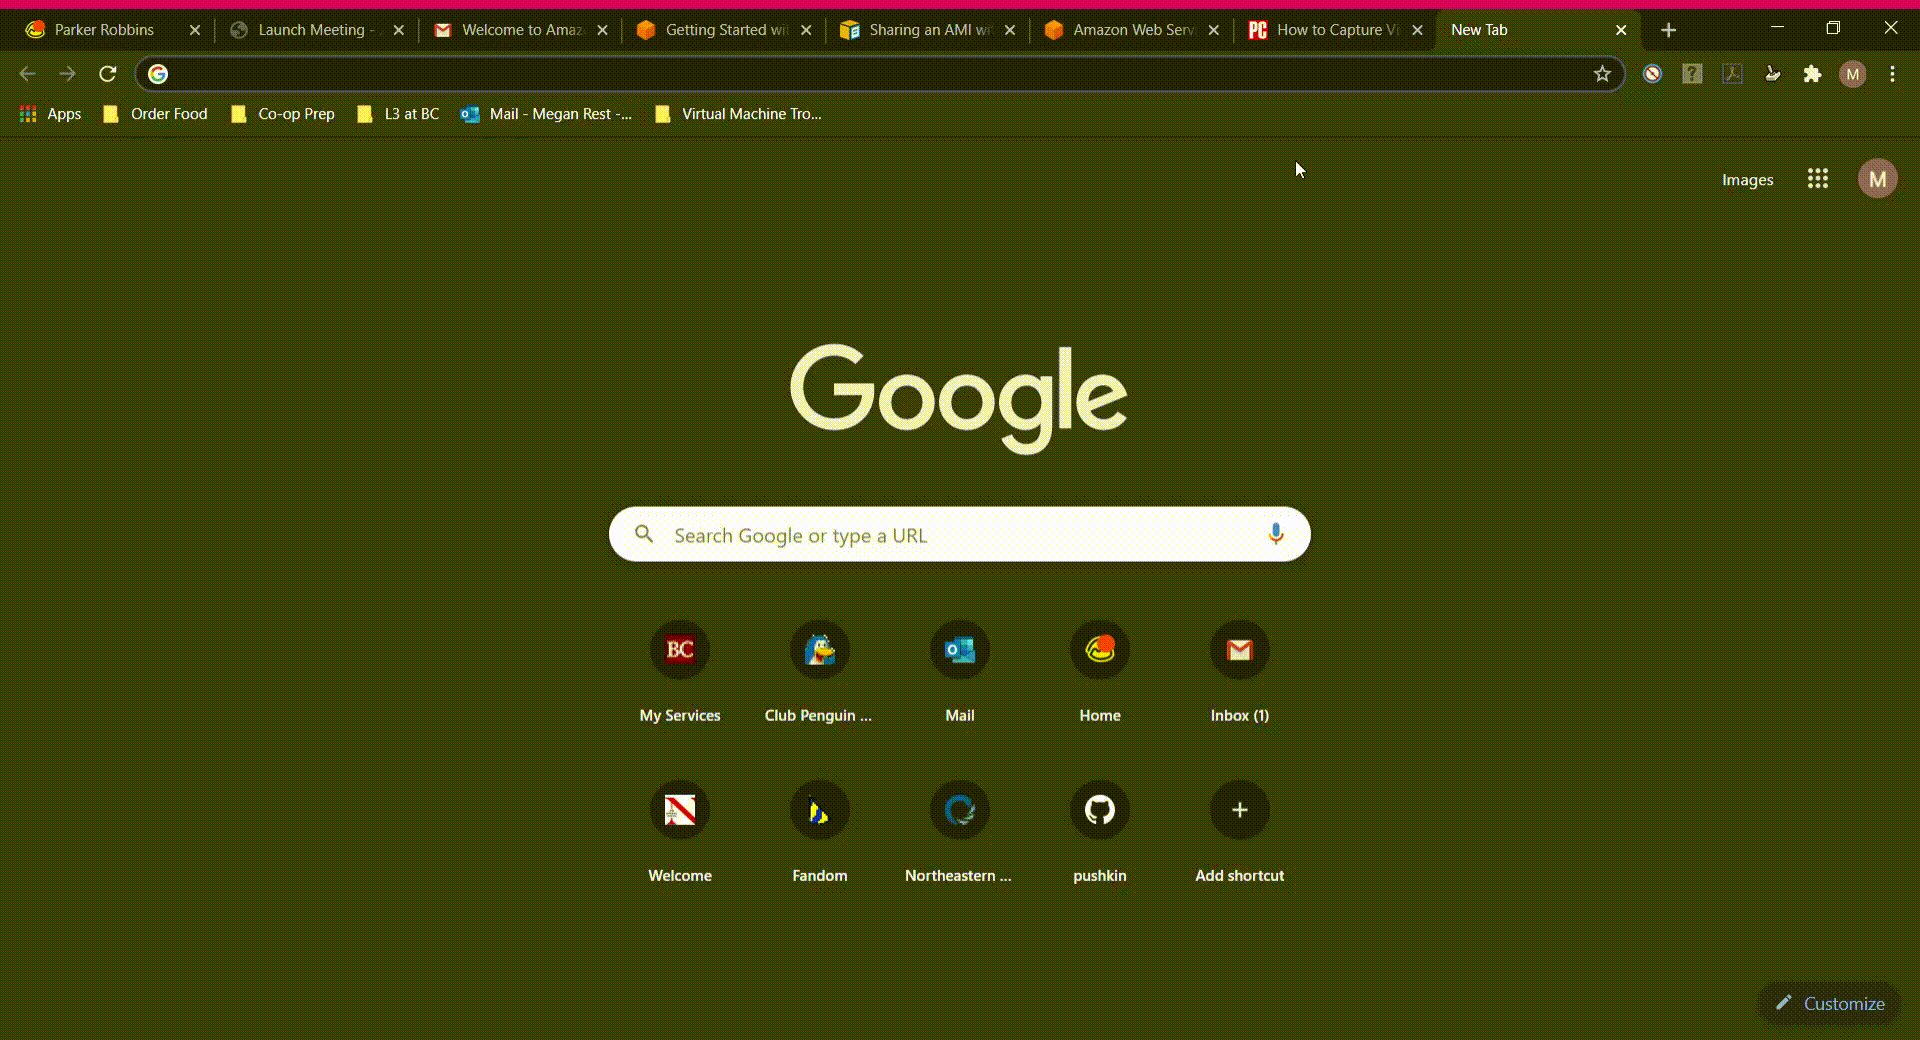 Parker Robbins Launch Meeting - Welcome to Amaz Getting Started wi Sharing an AMI w Amazon Web Serv How to Capture Vi New Tab
G
M
Apps Order Food Co-op Prep L3 at BC Mail - Megan Rest -... Virtual Machine Tro...
Images M
Google
Search Google or type a URL
BC
My Services Club Penguin ... Mail Home Inbox (1)
Welcome Fandom Northeastern ... pushkin Add shortcut
Customize